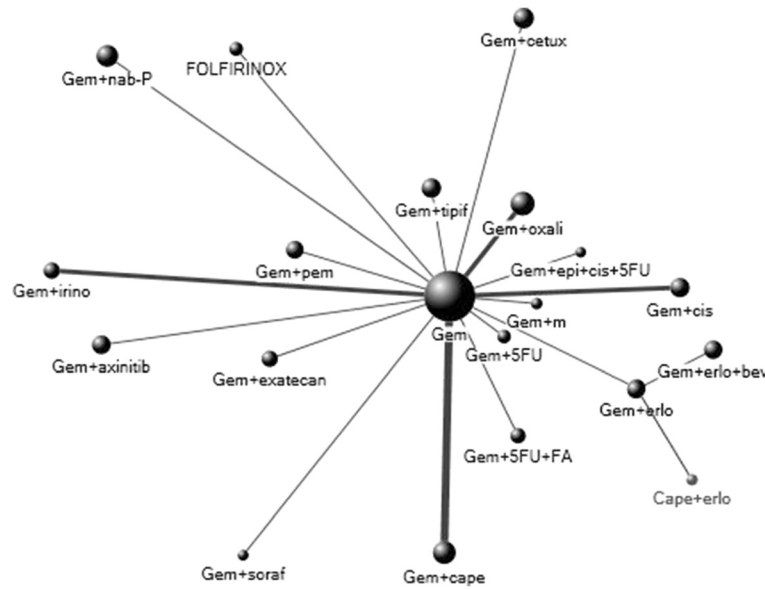 Gem+cetux
FOLFIRINOX
Gem+nab-P
Gem+tipif
Gem+oxali
Gem+pem
Gem+epi+cis+5FU
Gem+irino
Gem+cis
Gem+m
Gem
Gem+5FU
Gem+axinitib
Gem+exatecan
Gem+erlo+bev
Gem+erlo
Gem+5FU+FA
Cape+erlo
Gem+soraf
Gem+cape